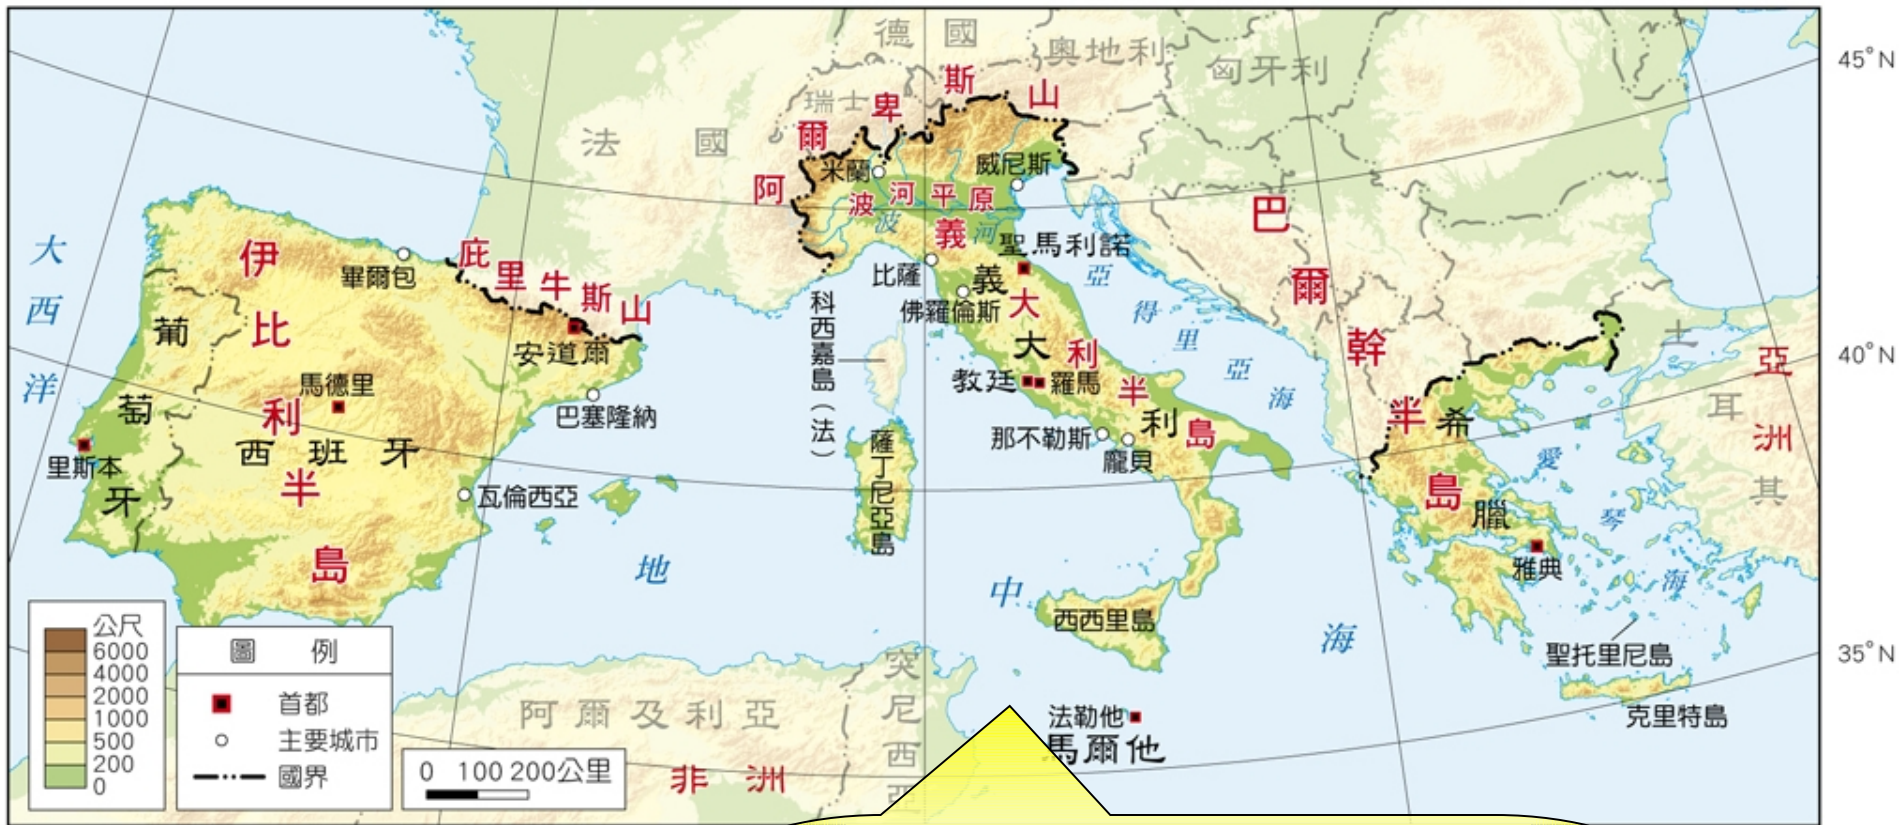 德國
奧地利
匈牙利
瑞士
法國
阿爾卑斯山
米蘭
威尼斯
波河平原
波河
義大利半島
義大利
聖馬利諾
比薩
佛羅倫斯
教廷
羅馬
那不勒斯
龐貝
科西嘉島（法）
薩丁尼亞島
西西里島
亞得里亞海
巴爾幹半島
希臘
雅典
愛琴海
聖托里尼島
克里特島
土耳其
亞洲
大西洋
伊比利半島
庇里牛斯山
畢爾包
安道爾
葡萄牙
里斯本
馬德里
西班牙
巴塞隆納
瓦倫西亞
地中海
法勒他
馬爾他
阿爾及利亞
突尼西亞
非洲
45°N
40°N
35°N
公尺
6000
4000
2000
1000
500
200
0
圖例
首都
主要城市
國界
0 100 200公里